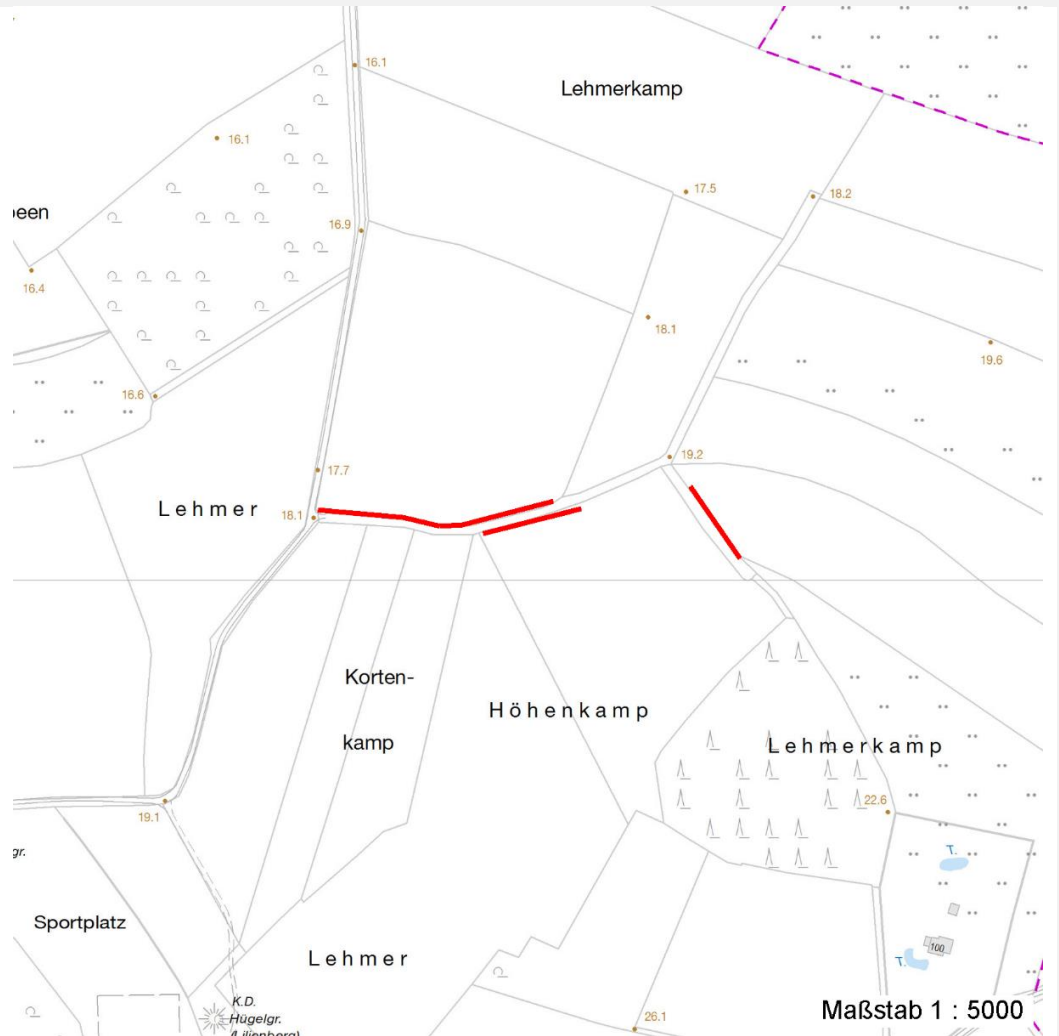 16.1
Lehmerkamp
16.1
17.5
18.2
een
16.9
16.4
18.1
19.6
16.6
19.2
17.7
Lehmer
18.1
Korten-
kamp
Höhenkamp
Lehmerkamp
22.6
19.1
gr.
T.
Sportplatz
100
Lehmer
T.
K.D.
Hügelgr.
(Lilienberg)
26.1
Maßstab 1 : 5000